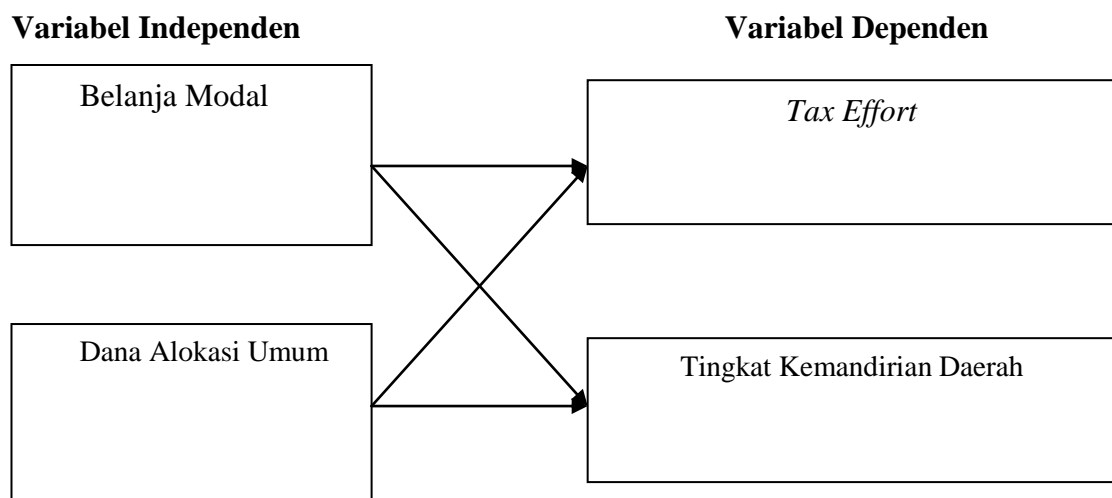 Variabel Independen
Variabel Dependen
Belanja Modal
Tax Effort
Dana Alokasi Umum
Tingkat Kemandirian Daerah